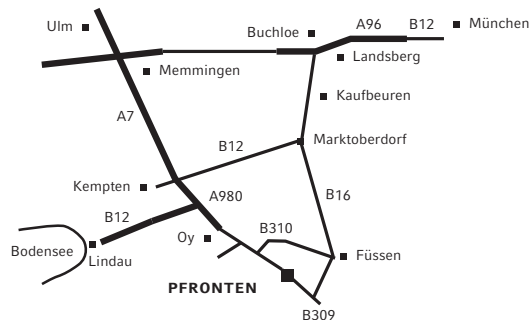 Ulm
Buchloe
A96
B12
München
Landsberg
Memmingen
Kaufbeuren
A7
B12
Marktoberdorf
Kempten
A980
B16
B12
Oy
B310
Bodensee
Lindau
Füssen
PFRONTEN
B309